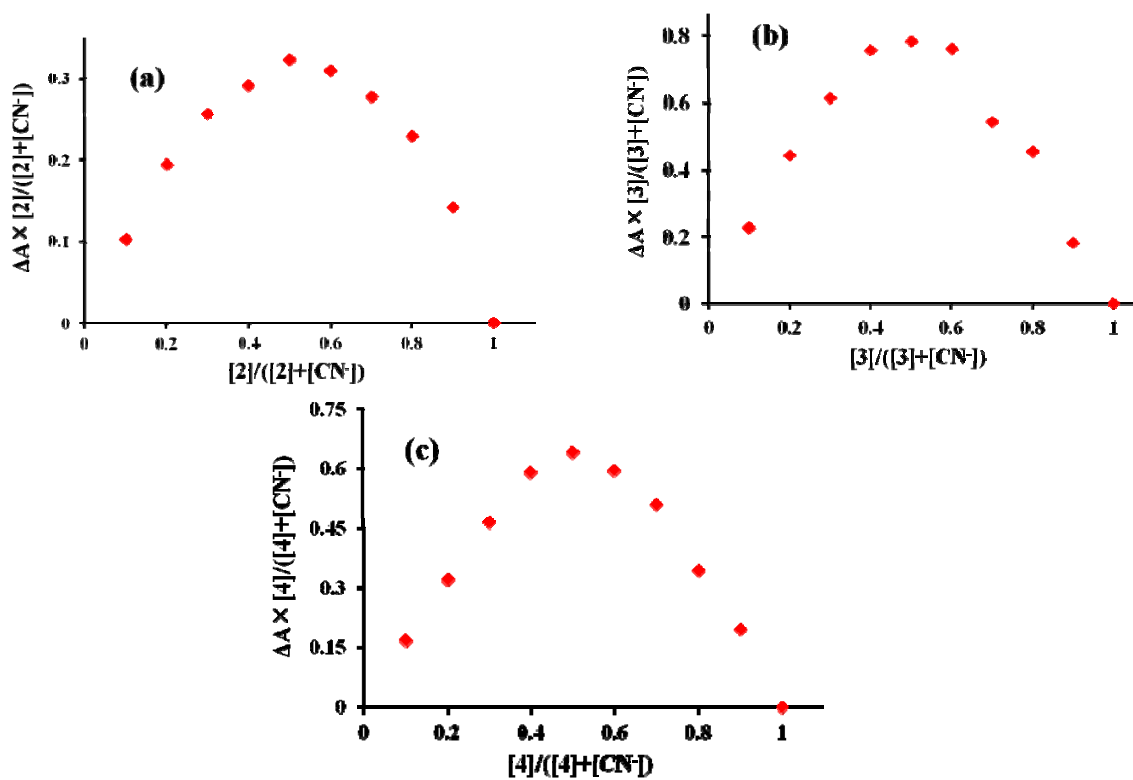 (a)
ΔA × [2]/([2]+[CN-])
0.3
0.2
0.1
0
0 0.2 0.4 0.6 0.8 1
[2]/([2]+[CN-])
(b)
ΔA × [3]/([3]+[CN-])
0.8
0.6
0.4
0.2
0
0 0.2 0.4 0.6 0.8 1
[3]/([3]+[CN-])
(c)
ΔA × [4]/([4]+[CN-])
0.75
0.6
0.45
0.3
0.15
0
0 0.2 0.4 0.6 0.8 1
[4]/([4]+[CN-])